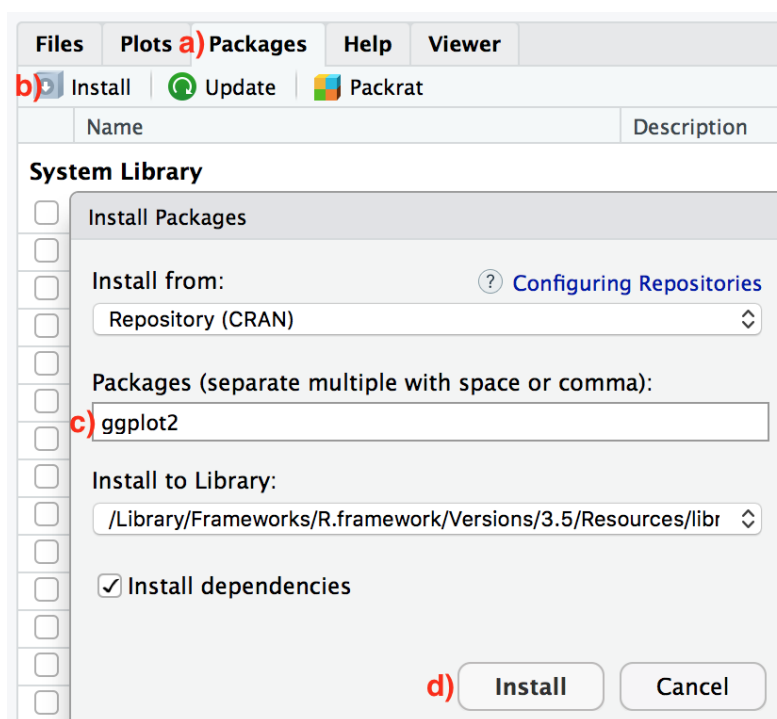 Files Plots a) Packages Help Viewer
b) Install Update Packrat
Name Description
System Library
Install Packages
Install from: ? Configuring Repositories
Repository (CRAN)
Packages (separate multiple with space or comma):
c) ggplot2
Install to Library:
/Library/Frameworks/R.framework/Versions/3.5/Resources/libr
Install dependencies
d) Install Cancel